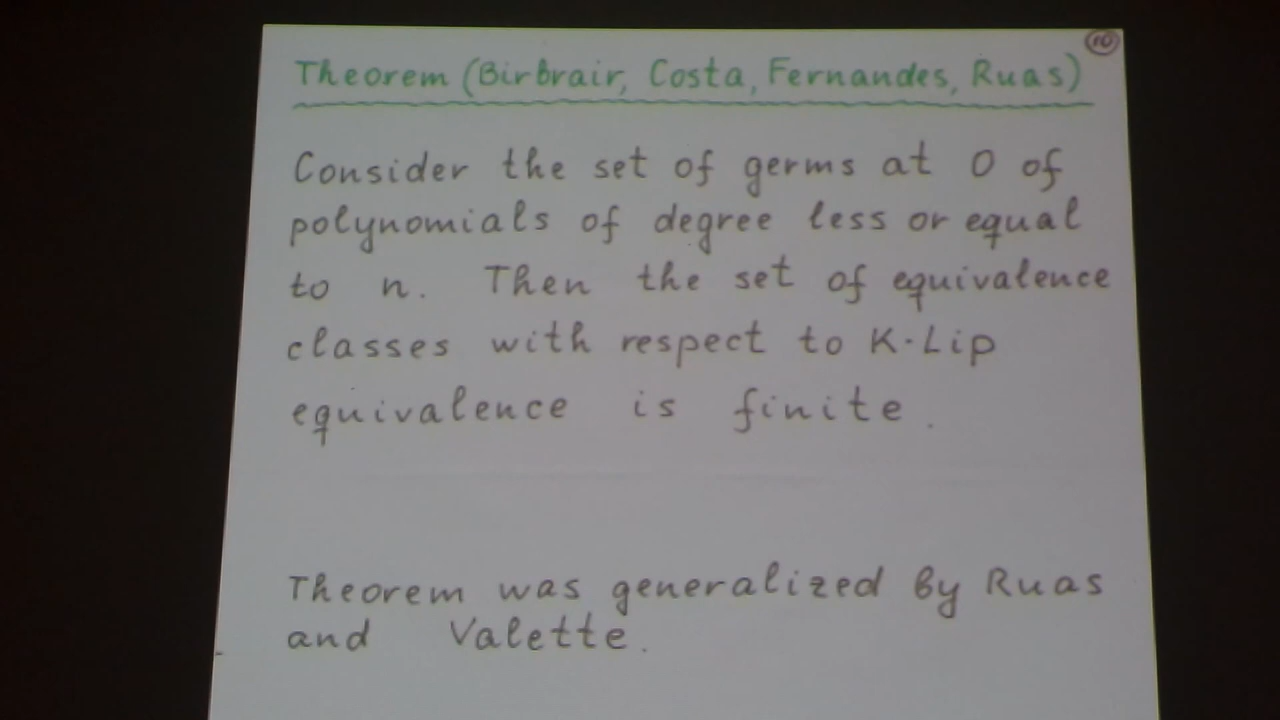 10
Theorem (Birbrair, Costa, Fernandes, Ruas)
Consider the set of germs at 0 of
polynomials of degree less or equal
to n. Then the set of equivalence
classes with respect to K-Lip
equivalence is finite.
Theorem was generalized by Ruas
and Valette.